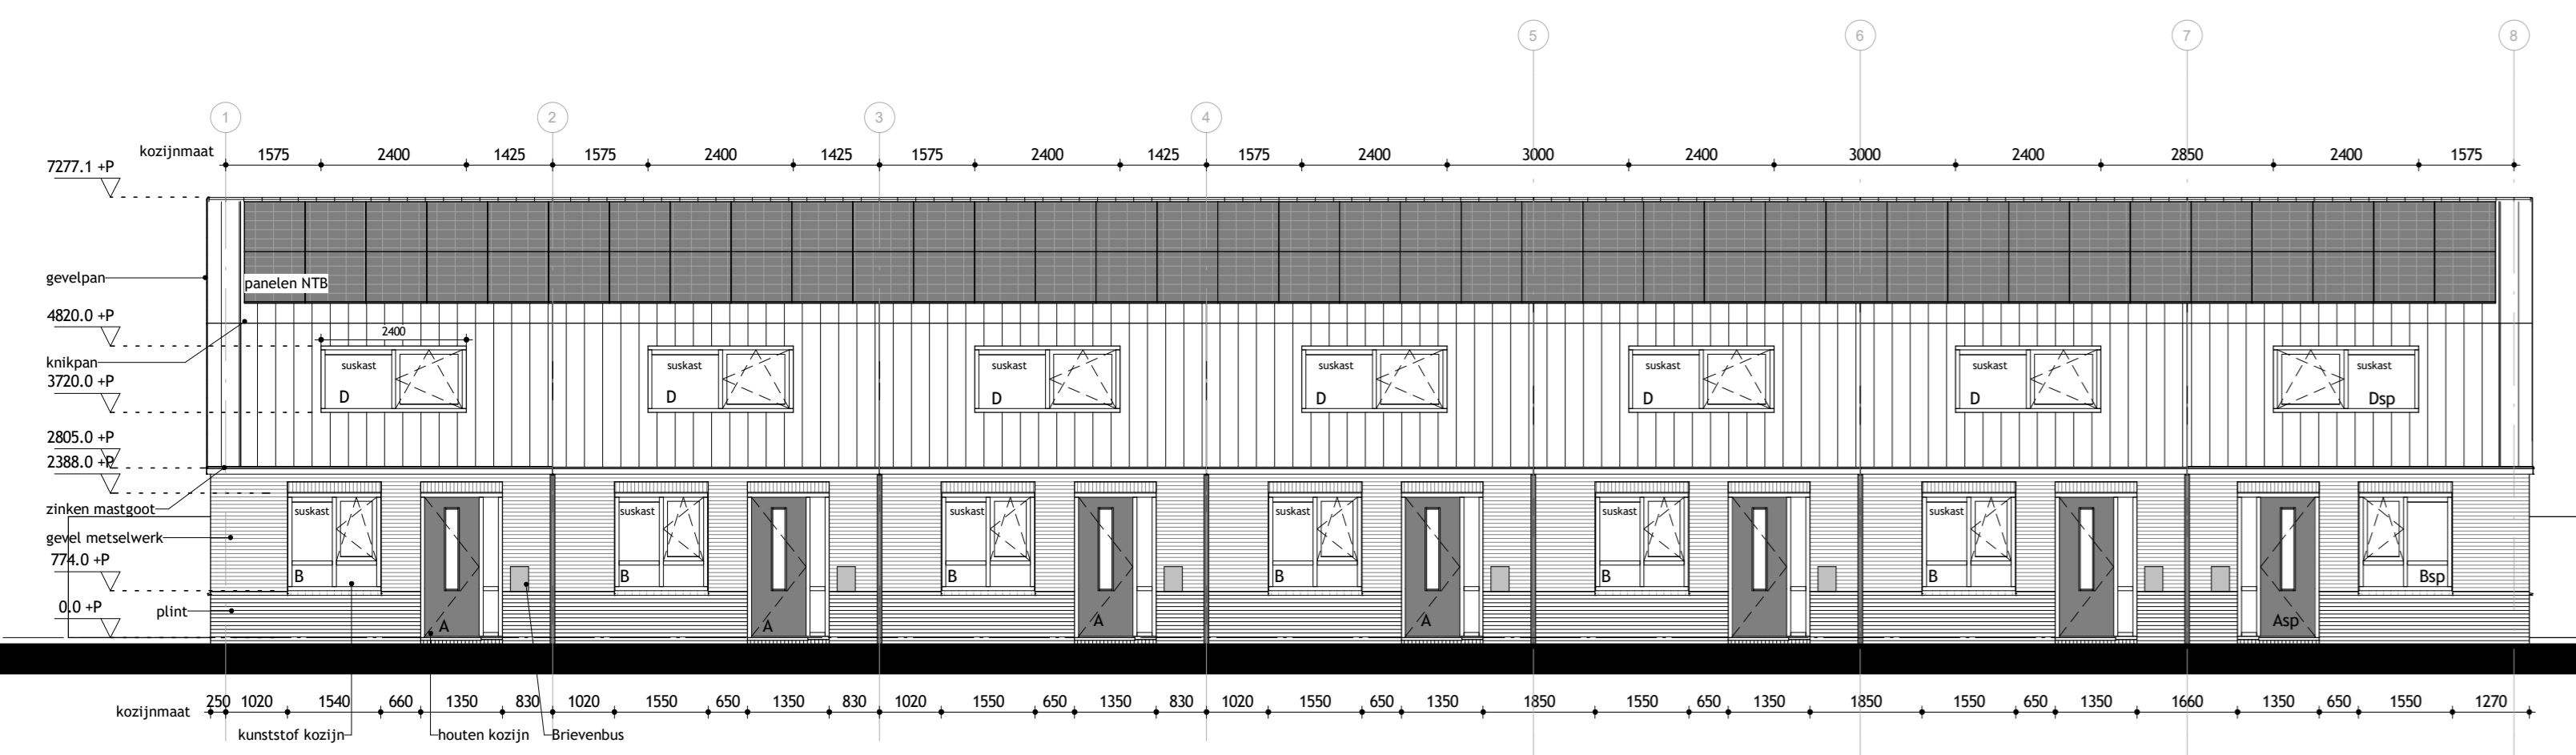 5 6 7 8
1 2 3 4
kozijnmaat 1575 2400 1425 1575 2400 1425 1575 2400 1425 1575 2400 3000 2400 3000 2400 2850 2400 1575
7277.1 +P
gevelpan
panelen NTB
4820.0 +P
2400
knikpan
suskast suskast suskast suskast suskast suskast suskast
3720.0 +P
D D D D D D Dsp
2805.0 +P
2388.0 +P
zinken mastgoot
suskast suskast suskast suskast suskast suskast
gevel metselwerk
774.0 +P
B B B B B B Bsp
0.0 +P
plint
A A A A Asp
250 1020 1540 660 1350 830 1020 1550 650 1350 830 1020 1550 650 1350 830 1020 1550 650 1350 1850 1550 650 1350 1850 1550 650 1350 1660 1350 650 1550 1270
kozijnmaat
kunststof kozijn houten kozijn Brievenbus